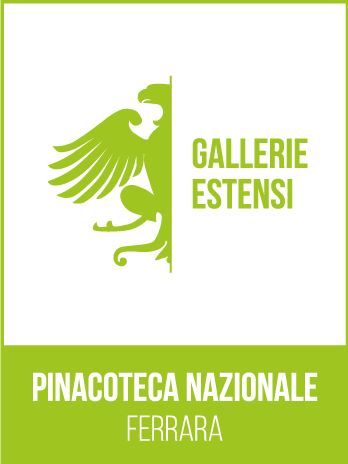 GALLERIE
ESTENSI
PINACOTECA NAZIONALE
FERRARA